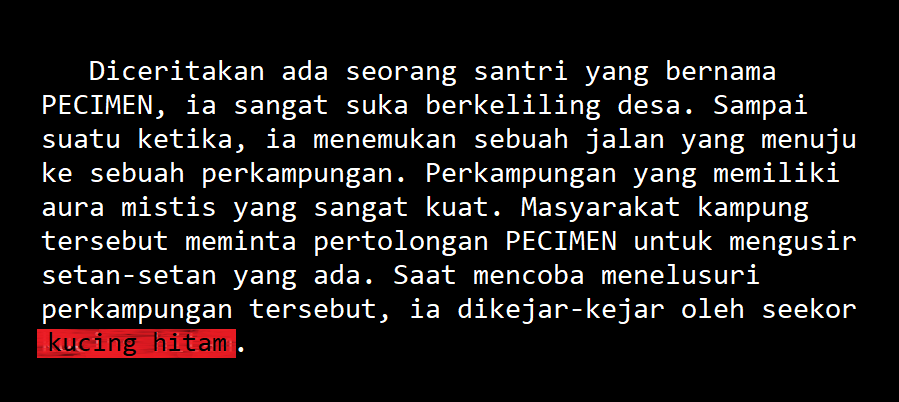 Diceritakan ada seorang santri yang bernama
PECIMEN, ia sangat suka berkeliling desa. Sampai
suatu ketika, ia menemukan sebuah jalan yang menuju
ke sebuah perkampungan. Perkampungan yang memiliki
aura mistis yang sangat kuat. Masyarakat kampung
tersebut meminta pertolongan PECIMEN untuk mengusir
setan-setan yang ada. Saat mencoba menelusuri
perkampungan tersebut, ia dikejar-kejar oleh seekor
kucing hitam.